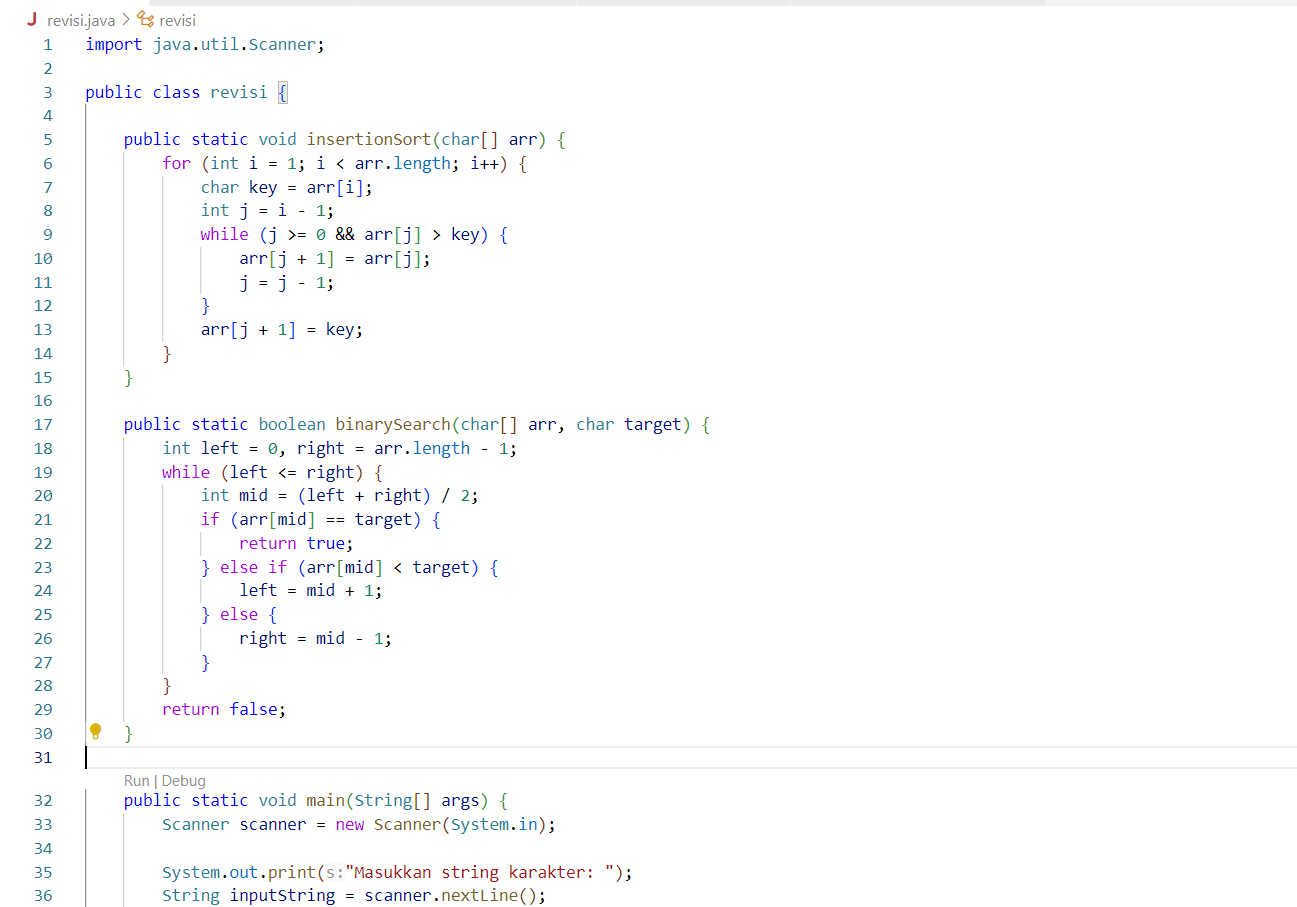 revisi.java > revisi
1 import java.util.Scanner;
2
3 public class revisi {
4
5     public static void insertionSort(char[] arr) {
6         for (int i = 1; i < arr.length; i++) {
7             char key = arr[i];
8             int j = i - 1;
9             while (j >= 0 && arr[j] > key) {
10                 arr[j + 1] = arr[j];
11                 j = j - 1;
12             }
13             arr[j + 1] = key;
14         }
15     }
16
17     public static boolean binarySearch(char[] arr, char target) {
18         int left = 0, right = arr.length - 1;
19         while (left <= right) {
20             int mid = (left + right) / 2;
21             if (arr[mid] == target) {
22                 return true;
23             } else if (arr[mid] < target) {
24                 left = mid + 1;
25             } else {
26                 right = mid - 1;
27             }
28         }
29         return false;
30     }
31
Run | Debug
32     public static void main(String[] args) {
33         Scanner scanner = new Scanner(System.in);
34
35         System.out.print(s:"Masukkan string karakter: ");
36         String inputString = scanner.nextLine();